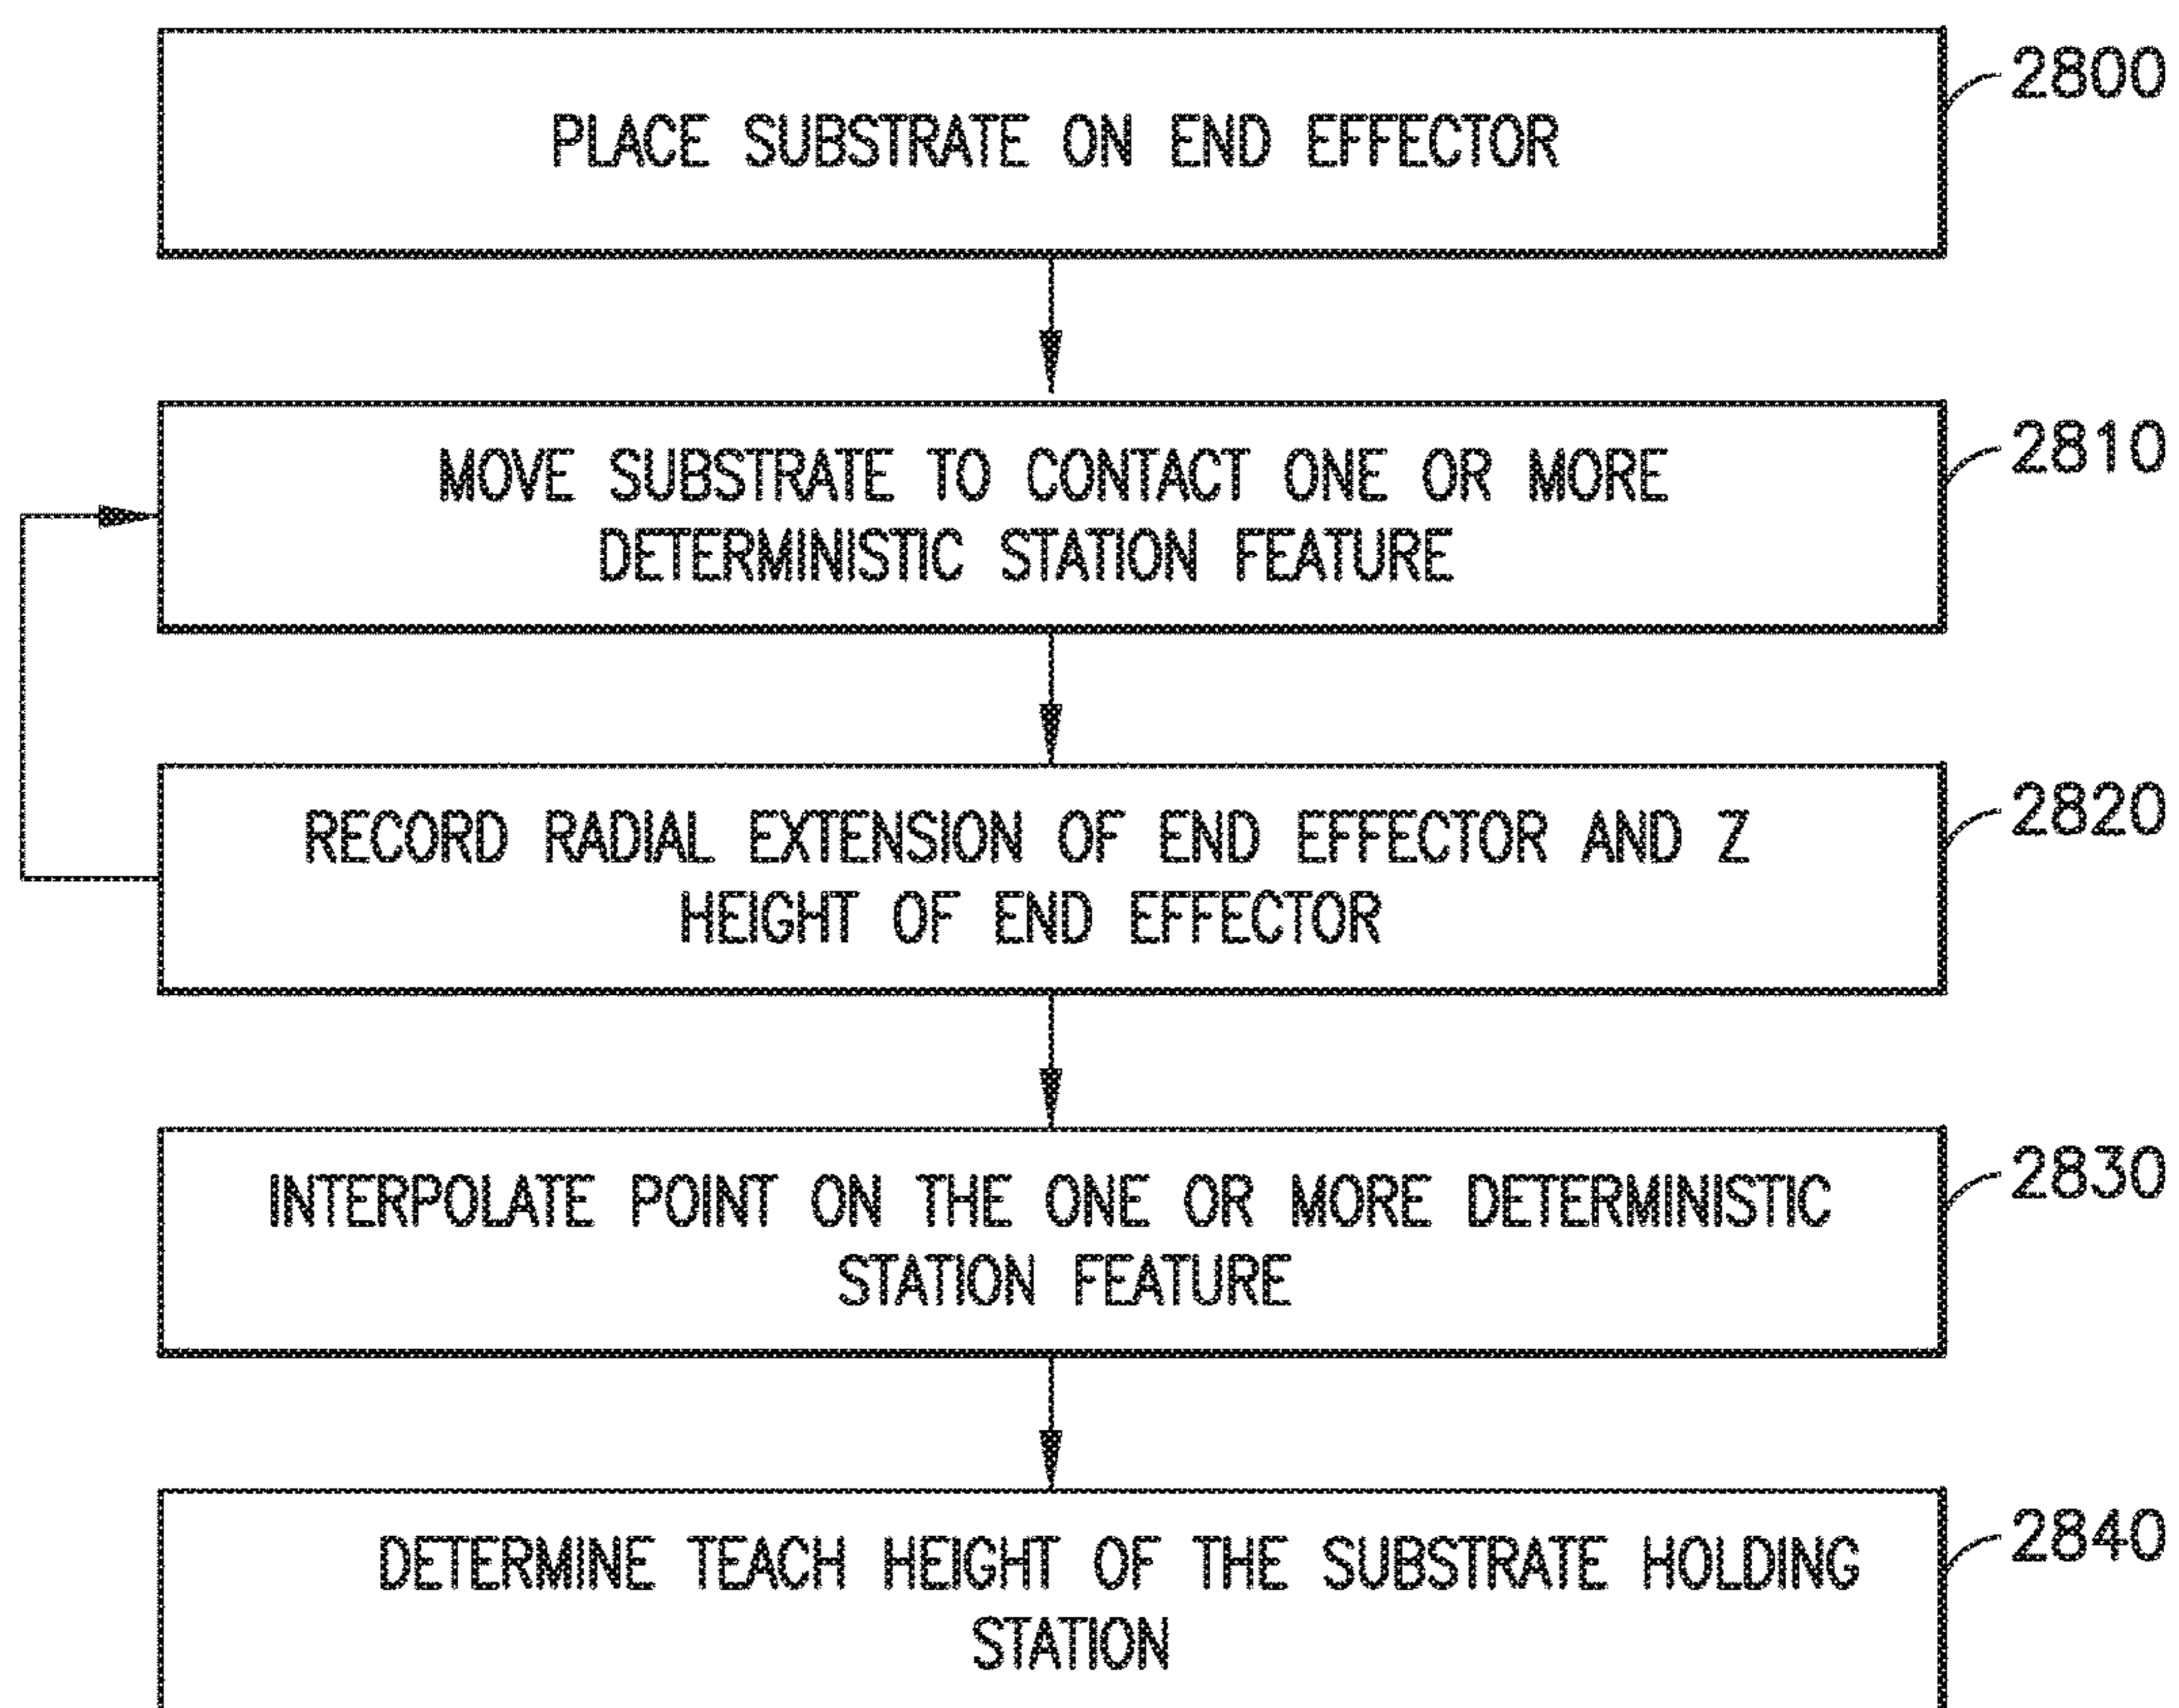 PLACE SUBSTRATE ON END EFFECTOR
2800
MOVE SUBSTRATE TO CONTACT ONE OR MORE
DETERMINISTIC STATION FEATURE
2810
RECORD RADIAL EXTENSION OF END EFFECTOR AND Z
HEIGHT OF END EFFECTOR
2820
INTERPOLATE POINT ON THE ONE OR MORE DETERMINISTIC
STATION FEATURE
2830
DETERMINE TEACH HEIGHT OF THE SUBSTRATE HOLDING
STATION
2840